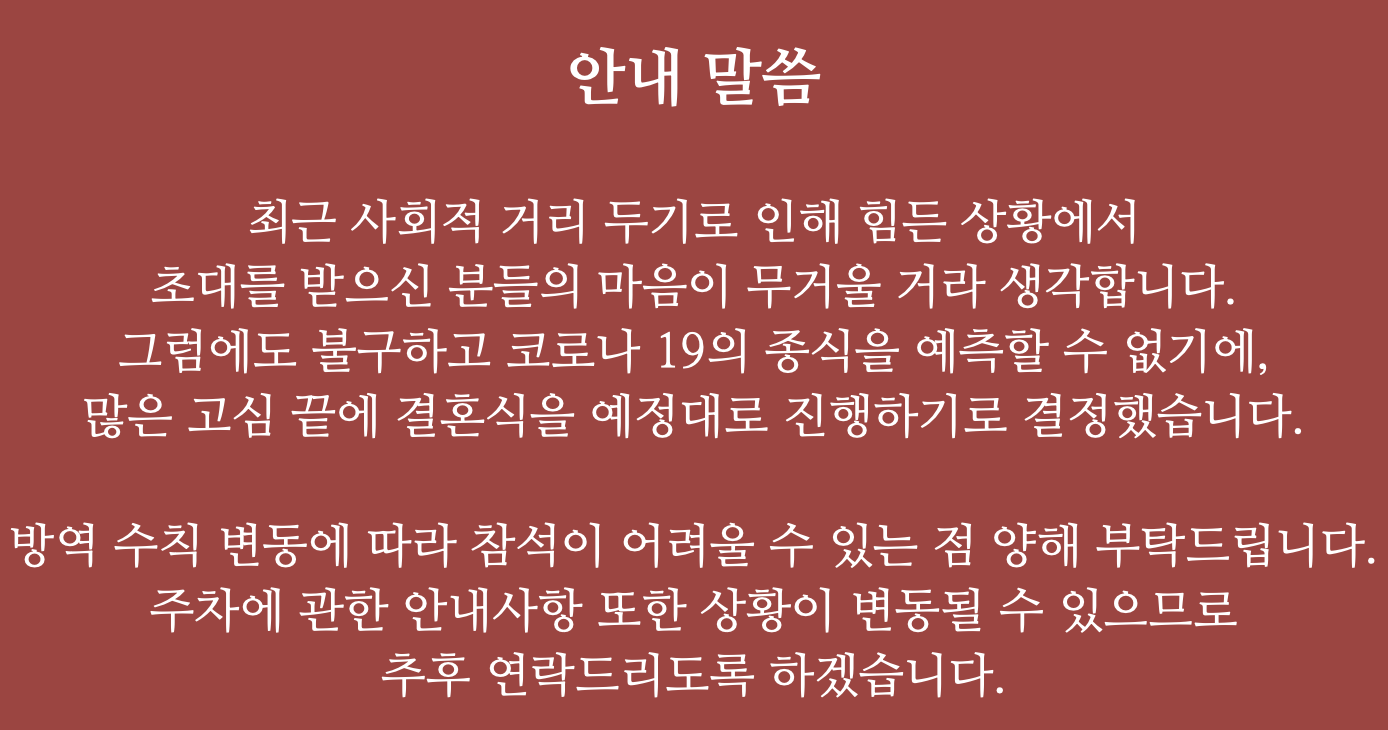 안내 말씀
최근 사회적 거리 두기로 인해 힘든 상황에서
초대를 받으신 분들의 마음이 무거울 거라 생각합니다.
그럼에도 불구하고 코로나 19의 종식을 예측할 수 없기에,
많은 고심 끝에 결혼식을 예정대로 진행하기로 결정했습니다.
방역 수칙 변동에 따라 참석이 어려울 수 있는 점 양해 부탁드립니다.
주차에 관한 안내사항 또한 상황이 변동될 수 있으므로
추후 연락드리도록 하겠습니다.